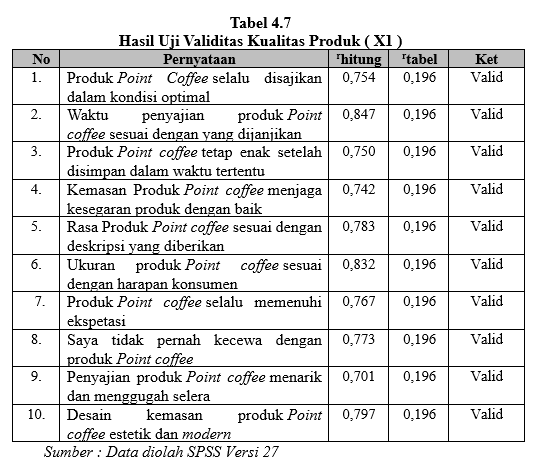 Tabel 4.7
Hasil Uji Validitas Kualitas Produk ( X1 )
No Pernyataan rhitung rtabel Ket
1. Produk Point Coffee selalu disajikan 0,754 0,196 Valid
dalam kondisi optimal
2. Waktu penyajian produk Point 0,847 0,196 Valid
coffee sesuai dengan yang dijanjikan
3. Produk Point coffee tetap enak setelah 0,750 0,196 Valid
disimpan dalam waktu tertentu
4. Kemasan Produk Point coffee menjaga 0,742 0,196 Valid
kesegaran produk dengan baik
5. Rasa Produk Point coffee sesuai dengan 0,783 0,196 Valid
deskripsi yang diberikan
6. Ukuran produk Point coffee sesuai 0,832 0,196 Valid
dengan harapan konsumen
7. Produk Point coffee selalu memenuhi 0,767 0,196 Valid
ekspetasi
8. Saya tidak pernah kecewa dengan 0,773 0,196 Valid
produk Point coffee
9. Penyajian produk Point coffee menarik 0,701 0,196 Valid
dan menggugah selera
10. Desain kemasan produk Point 0,797 0,196 Valid
coffee estetik dan modern
Sumber : Data diolah SPSS Versi 27